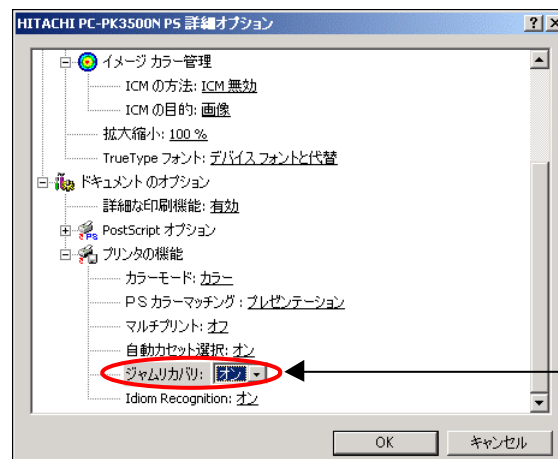 HITACHI PC-PK3500N PS 詳細オプション
イメージ カラー管理
ICM の方法: ICM 無効
ICM の目的: 画像
拡大縮小: 100 %
TrueType フォント: デバイス フォントと代替
ドキュメント のオプション
詳細な印刷機能: 有効
PostScript オプション
プリンタの機能
カラーモード: カラー
ＰＳ カラーマッチング : プレゼンテーション
マルチプリント: オフ
自動カセット選択: オン
ジャムリカバリ: オン
Idiom Recognition: オン
OK キャンセル